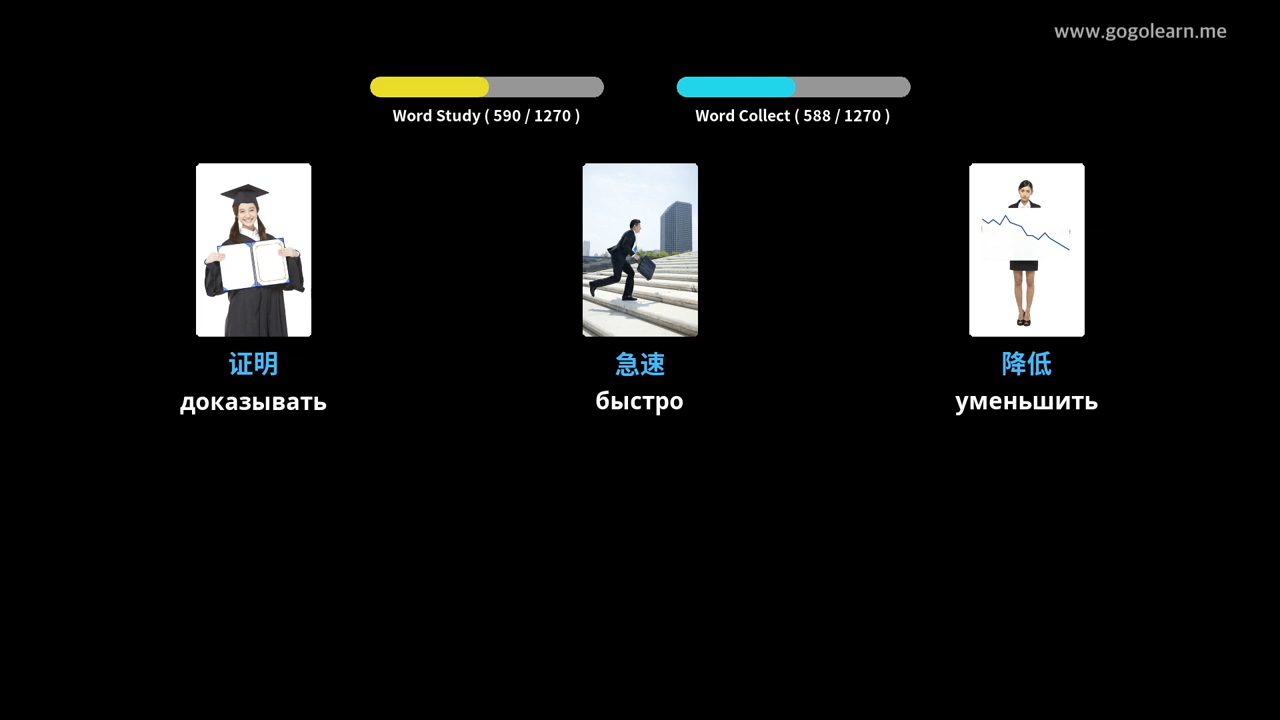 www.gogolearn.me
Word Study ( 590 / 1270 )
Word Collect ( 588 / 1270 )
证明
急速
降低
доказывать
быстро
уменьшить